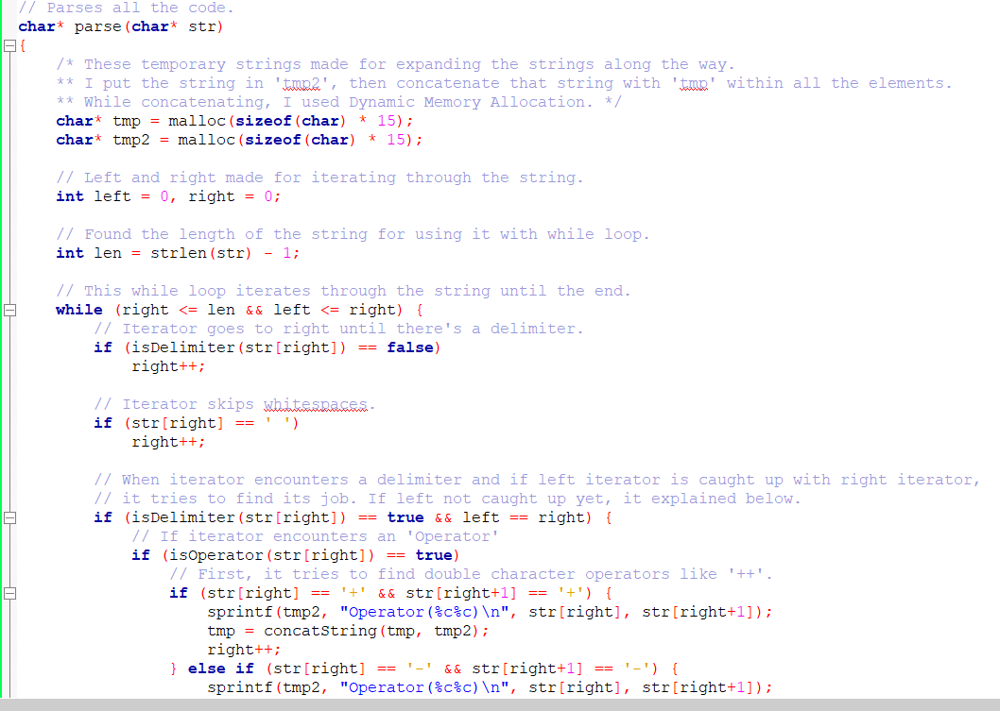 // Parses all the code.
char* parse(char* str)
{
    /* These temporary strings made for expanding the strings along the way.
    ** I put the string in 'tmp2', then concatenate that string with 'tmp' within all the elements.
    ** While concatenating, I used Dynamic Memory Allocation. */
    char* tmp = malloc(sizeof(char) * 15);
    char* tmp2 = malloc(sizeof(char) * 15);

    // Left and right made for iterating through the string.
    int left = 0, right = 0;

    // Found the length of the string for using it with while loop.
    int len = strlen(str) - 1;

    // This while loop iterates through the string until the end.
    while (right <= len && left <= right) {
        // Iterator goes to right until there's a delimiter.
        if (isDelimiter(str[right]) == false)
            right++;

        // Iterator skips whitespaces.
        if (str[right] == ' ')
            right++;

        // When iterator encounters a delimiter and if left iterator is caught up with right iterator,
        // it tries to find its job. If left not caught up yet, it explained below.
        if (isDelimiter(str[right]) == true && left == right) {
            // If iterator encounters an 'Operator'
            if (isOperator(str[right]) == true)
                // First, it tries to find double character operators like '++'.
                if (str[right] == '+' && str[right+1] == '+') {
                    sprintf(tmp2, "Operator(%c%c)\n", str[right], str[right+1]);
                    tmp = concatString(tmp, tmp2);
                    right++;
                } else if (str[right] == '-' && str[right+1] == '-') {
                    sprintf(tmp2, "Operator(%c%c)\n", str[right], str[right+1]);